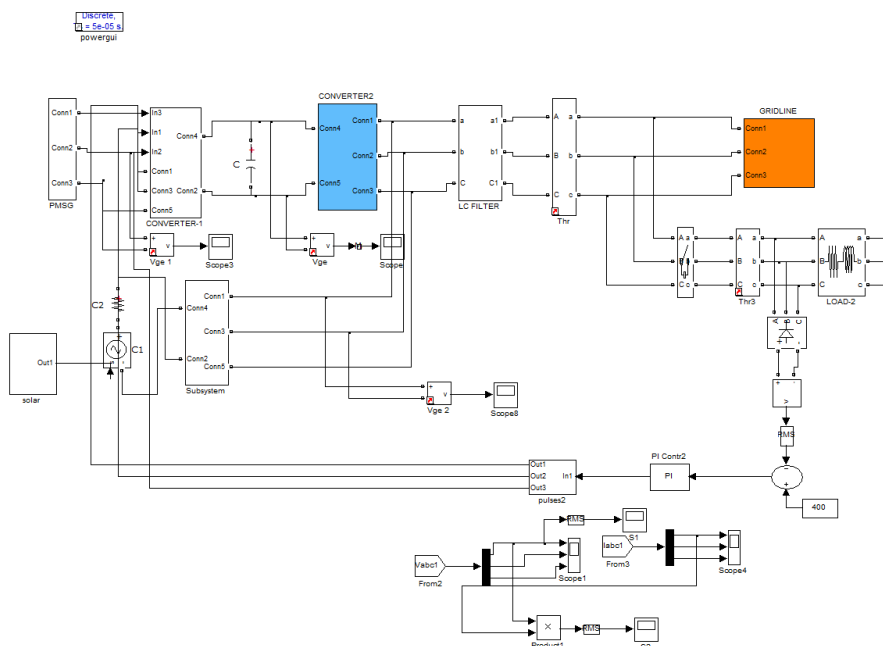 Discrete,
= 5e-05 s
powergui
PMSG
Conn1
Conn2
Conn3
In3
In1
In2
Conn1
Conn3
Conn5
Conn4
Conn2
CONVERTER-1
C
+
CONVERTER2
Conn4
Conn5
Conn1
Conn2
Conn3
a
b
C
a1
b1
C1
LC FILTER
A
B
C
a
b
c
Thr
GRIDLINE
Conn1
Conn2
Conn3
+
-
v
Vge 1
Scope3
+
-
v
Vge
Scope
A
B
C
a
b
c
A
B
C
a
b
c
Thr3
A
B
C
a
b
c
LOAD-2
C2
C1
Out1
solar
Conn1
Conn4
Conn3
Conn2
Conn5
Subsystem
+
-
v
Vge 2
Scope8
A
B
C
+
-
+
-
v
RMS
Out1
Out2
Out3
In1
pulses2
PI Contr2
PI
-
+
400
Vabc1
From2
RMS
S1
Scope1
Iabc1
From3
Scope4
×
Product1
RMS